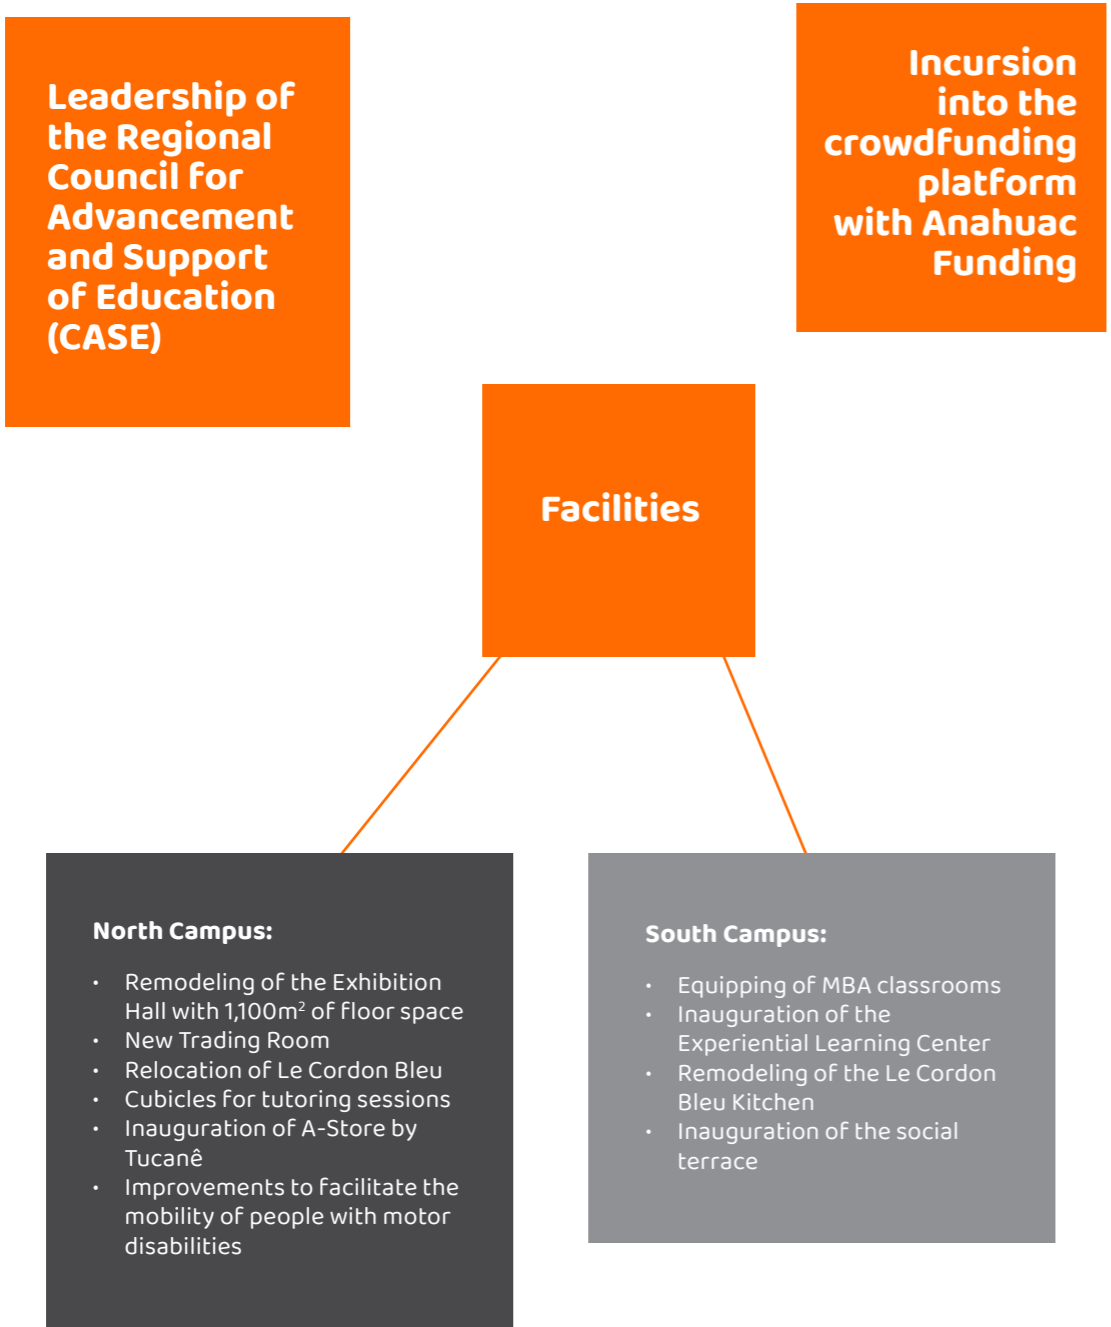 Leadership of
the Regional
Council for
Advancement
and Support
of Education
(CASE)
Incursion
into the
crowdfunding
platform
with Anahuac
Funding
Facilities
North Campus:
• Remodeling of the Exhibition
Hall with 1,100m² of floor space
• New Trading Room
• Relocation of Le Cordon Bleu
• Cubicles for tutoring sessions
• Inauguration of A-Store by
Tucanê
• Improvements to facilitate the
mobility of people with motor
disabilities
South Campus:
• Equipping of MBA classrooms
• Inauguration of the
Experiential Learning Center
• Remodeling of the Le Cordon
Bleu Kitchen
• Inauguration of the social
terrace